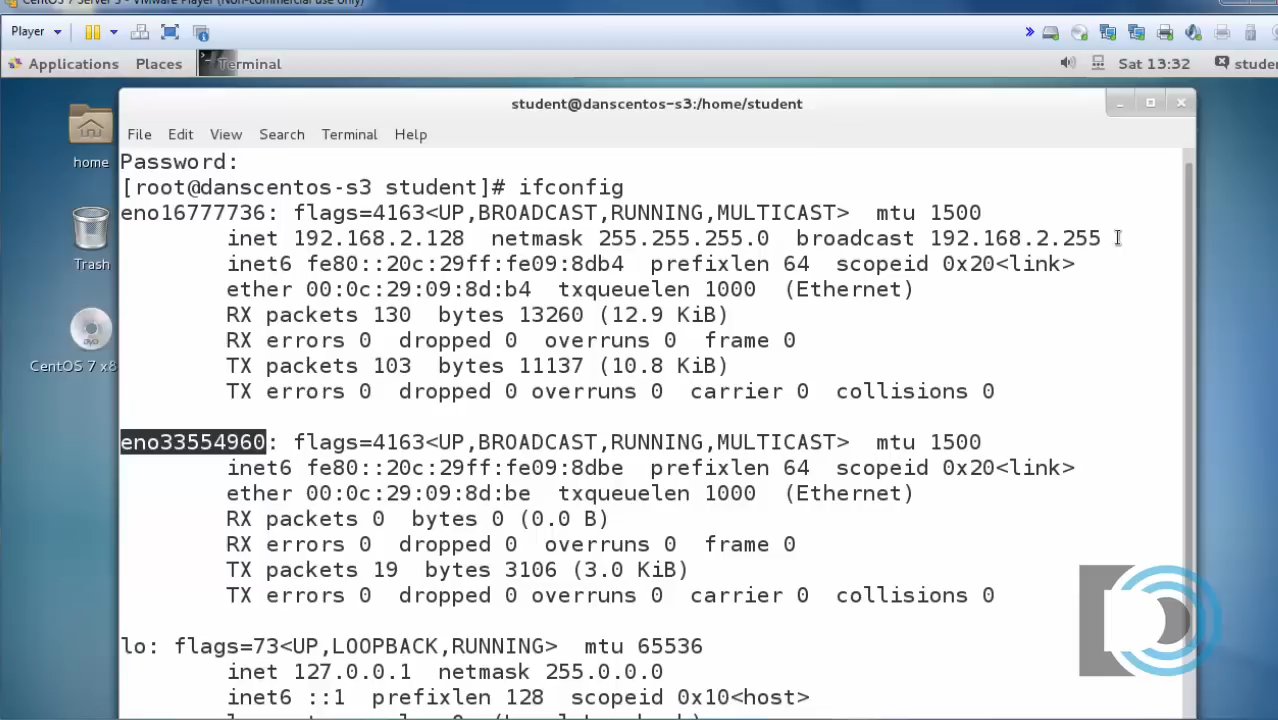 CentOS 7 Server 3 - VMware Player (Non-commercial use only)
Player
Applications Places Terminal Sat 13:32
student@danscentos-s3:/home/student
File Edit View Search Terminal Help
home
Trash
CentOS 7 x8
Password:
[root@danscentos-s3 student]# ifconfig
eno16777736: flags=4163<UP,BROADCAST,RUNNING,MULTICAST>  mtu 1500
        inet 192.168.2.128  netmask 255.255.255.0  broadcast 192.168.2.255
        inet6 fe80::20c:29ff:fe09:8db4  prefixlen 64  scopeid 0x20<link>
        ether 00:0c:29:09:8d:b4  txqueuelen 1000  (Ethernet)
        RX packets 130  bytes 13260 (12.9 KiB)
        RX errors 0  dropped 0  overruns 0  frame 0
        TX packets 103  bytes 11137 (10.8 KiB)
        TX errors 0  dropped 0 overruns 0  carrier 0  collisions 0
eno33554960: flags=4163<UP,BROADCAST,RUNNING,MULTICAST>  mtu 1500
        inet6 fe80::20c:29ff:fe09:8dbe  prefixlen 64  scopeid 0x20<link>
        ether 00:0c:29:09:8d:be  txqueuelen 1000  (Ethernet)
        RX packets 0  bytes 0 (0.0 B)
        RX errors 0  dropped 0  overruns 0  frame 0
        TX packets 19  bytes 3106 (3.0 KiB)
        TX errors 0  dropped 0 overruns 0  carrier 0  collisions 0
lo: flags=73<UP,LOOPBACK,RUNNING>  mtu 65536
        inet 127.0.0.1  netmask 255.0.0.0
        inet6 ::1  prefixlen 128  scopeid 0x10<host>